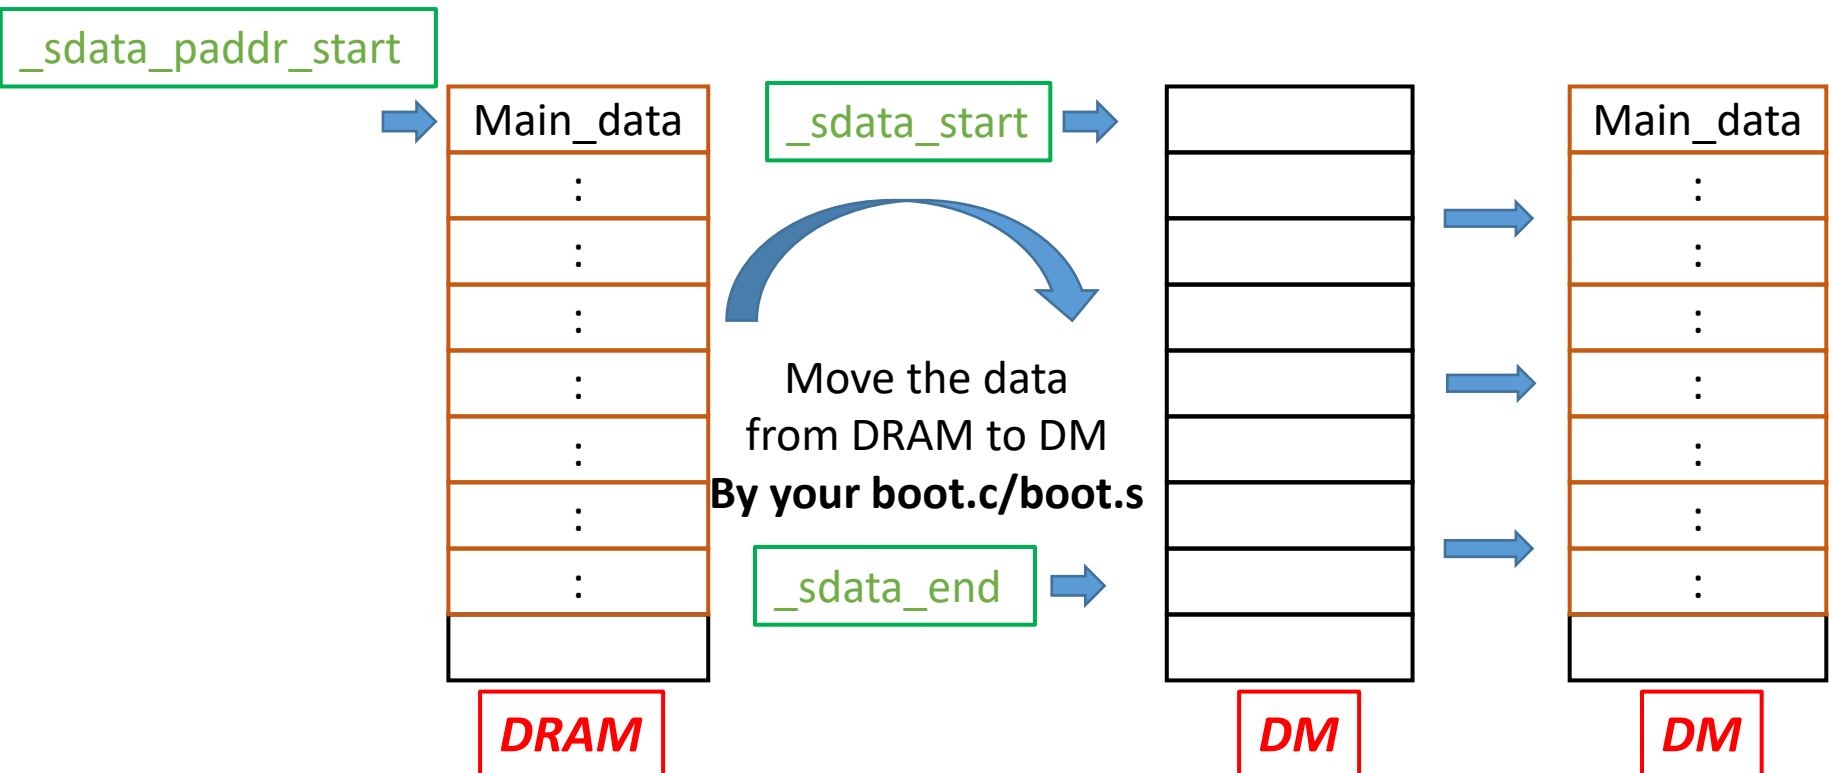 _sdata_paddr_start
Main_data
:
:
:
:
:
:
:
DRAM
_sdata_start
Move the data
from DRAM to DM
By your boot.c/boot.s
_sdata_end
DM
Main_data
:
:
:
:
:
:
:
DM